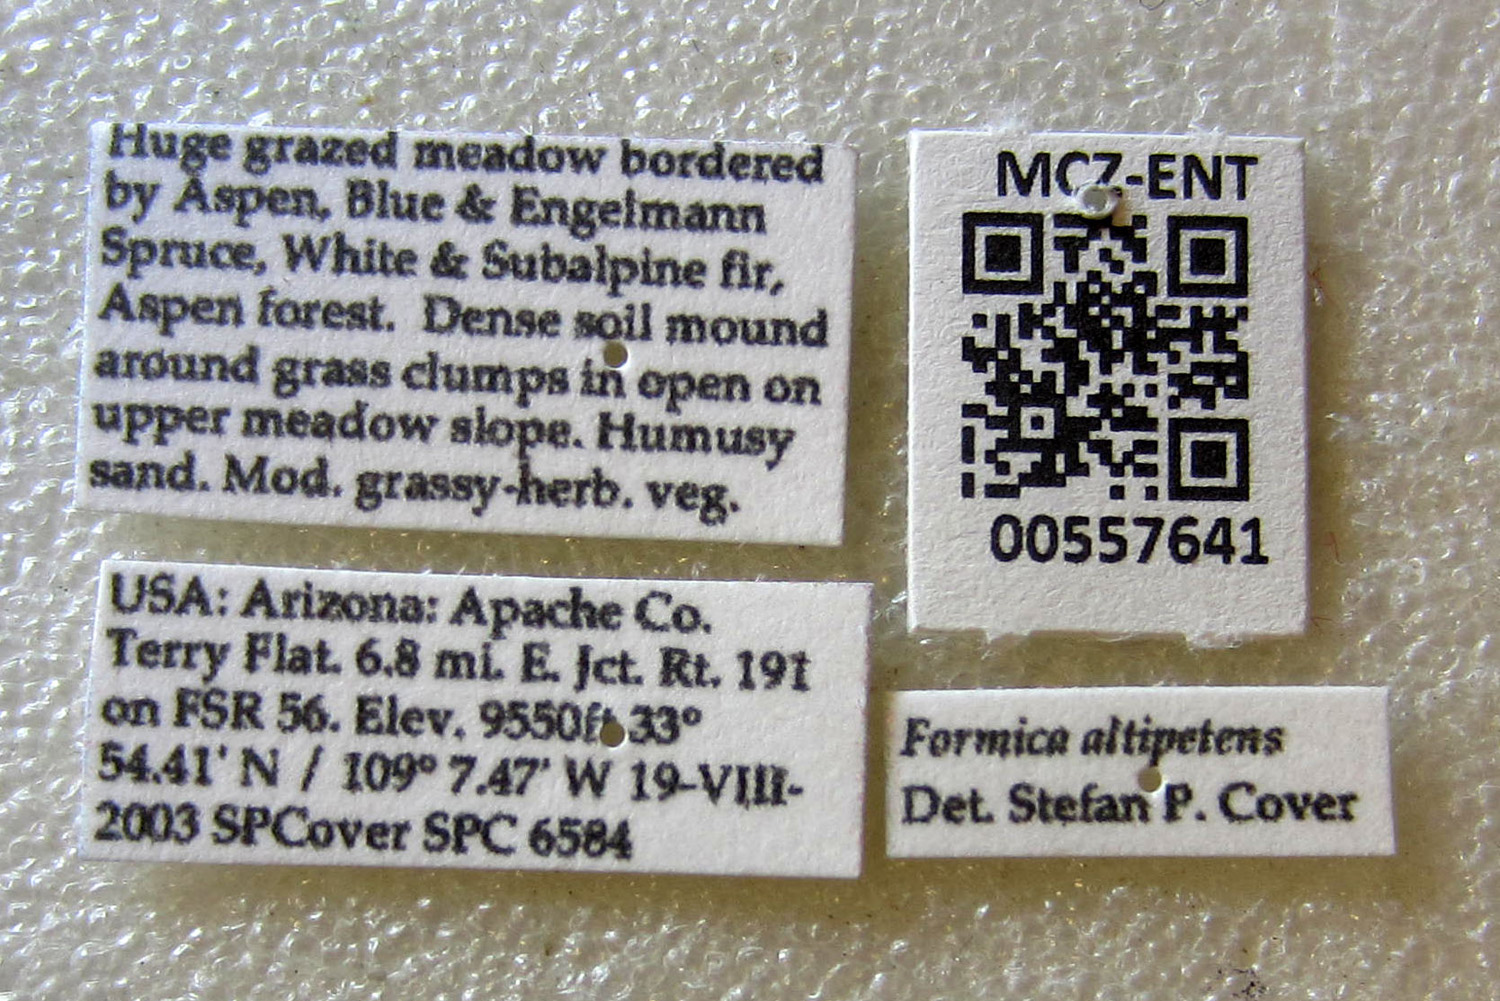 Huge grazed meadow bordered
by Aspen, Blue & Engelmann
Spruce, White & Subalpine fir,
Aspen forest. Dense soil mound
around grass clumps in open on
upper meadow slope. Humusy
sand. Mod. grassy-herb. veg.
USA: Arizona: Apache Co.
Terry Flat. 6.8 mi. E. Jct. Rt. 191
on FSR 56. Elev. 9550ft 33°
54.41' N / 109° 7.47' W 19-VIII-
2003 SPCover SPC 6584
MCZ-ENT
00557641
Formica altipetens
Det. Stefan P. Cover